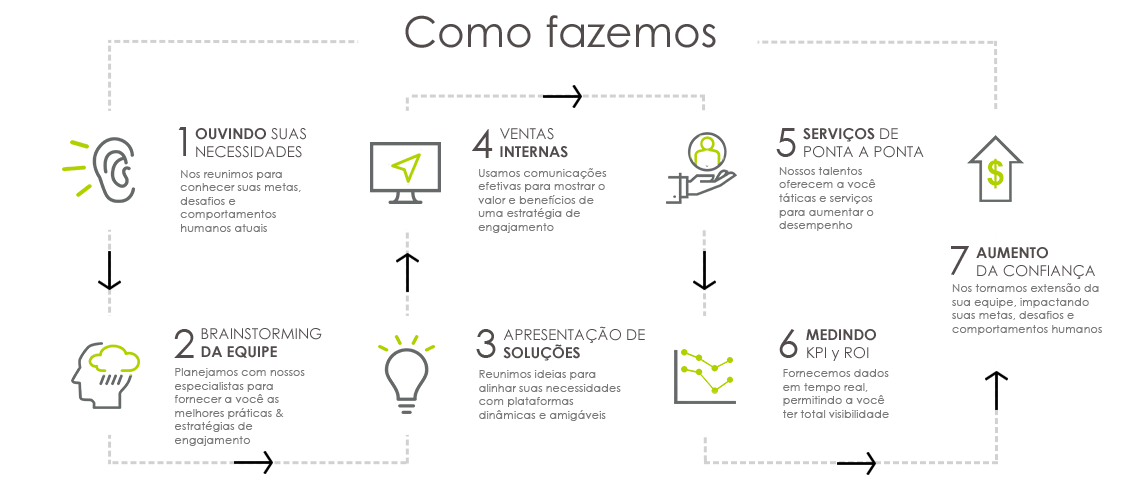 Como fazemos
1 OUVINDO SUAS
NECESSIDADES
Nos reunimos para
conhecer suas metas,
desafios e
comportamentos
humanos atuais
2 BRAINSTORMING
DA EQUIPE
Planejamos com nossos
especialistas para
fornecer a você as
melhores práticas &
estratégias de
engajamento
3 APRESENTAÇÃO DE
SOLUÇÕES
Reunimos ideias para
alinhar suas necessidades
com plataformas
dinâmicas e amigáveis
4 VENTAS
INTERNAS
Usamos comunicações
efetivas para mostrar o
valor e benefícios de
uma estratégia de
engajamento
5 SERVIÇOS DE
PONTA A PONTA
Nossos talentos
oferecem a você
táticas e serviços
para aumentar o
desempenho
6 MEDINDO
KPI y ROI
Fornecemos dados
em tempo real,
permitindo a você
ter total visibilidade
$
7 AUMENTO
DA CONFIANÇA
Nos tornamos extensão da
sua equipe, impactando
suas metas, desafios e
comportamentos humanos